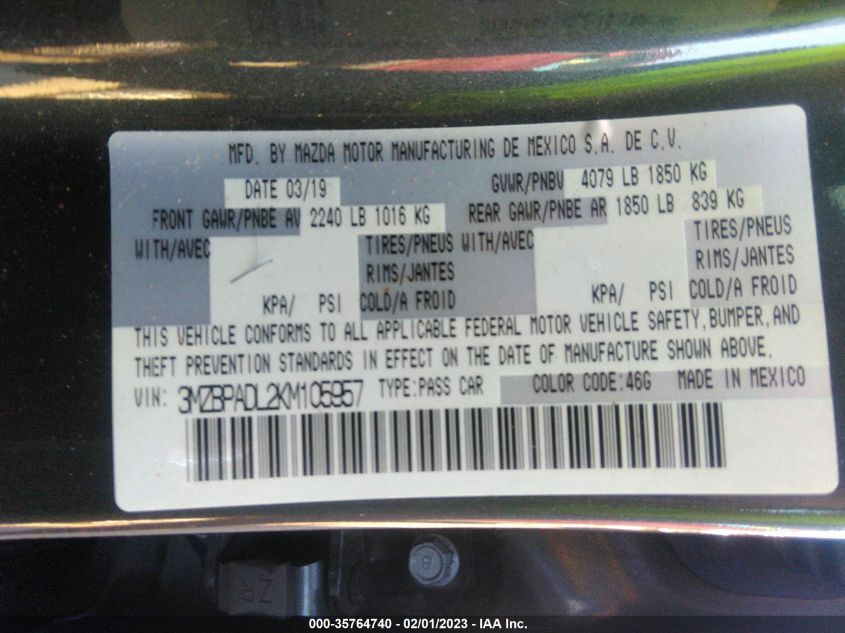 MFD. BY MAZDA MOTOR MANUFACTURING DE MEXICO S.A. DE C.V.
DATE 03/19 GVWR/PNBV 4079 LB 1850 KG
FRONT GAWR/PNBE AV 2240 LB 1016 KG REAR GAWR/PNBE AR 1850 LB 839 KG
WITH/AVEC TIRES/PNEUS WITH/AVEC TIRES/PNEUS
RIMS/JANTES RIMS/JANTES
KPA/ PSI COLD/A FROID KPA/ PSI COLD/A FROID
THIS VEHICLE CONFORMS TO ALL APPLICABLE FEDERAL MOTOR VEHICLE SAFETY, BUMPER, AND
THEFT PREVENTION STANDARDS IN EFFECT ON THE DATE OF MANUFACTURE SHOWN ABOVE.
VIN: 3MZBPADL2KM105957 TYPE:PASS CAR COLOR CODE:46G MADE IN MEXICO
8
000-35764740 - 02/01/2023 - IAA Inc.